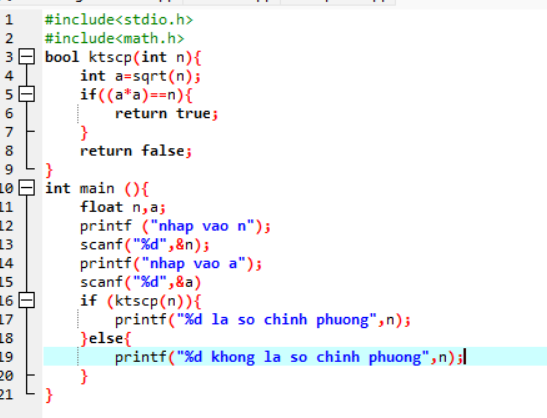 1 #include<stdio.h>
2 #include<math.h>
3 bool ktscp(int n){
4 int a=sqrt(n);
5 if((a*a)==n){
6 return true;
7 }
8 return false;
9 }
10 int main (){
11 float n,a;
12 printf ("nhap vao n");
13 scanf("%d",&n);
14 printf("nhap vao a");
15 scanf("%d",&a)
16 if (ktscp(n)){
17 printf("%d la so chinh phuong",n);
18 }else{
19 printf("%d khong la so chinh phuong",n);
20 }
21 }